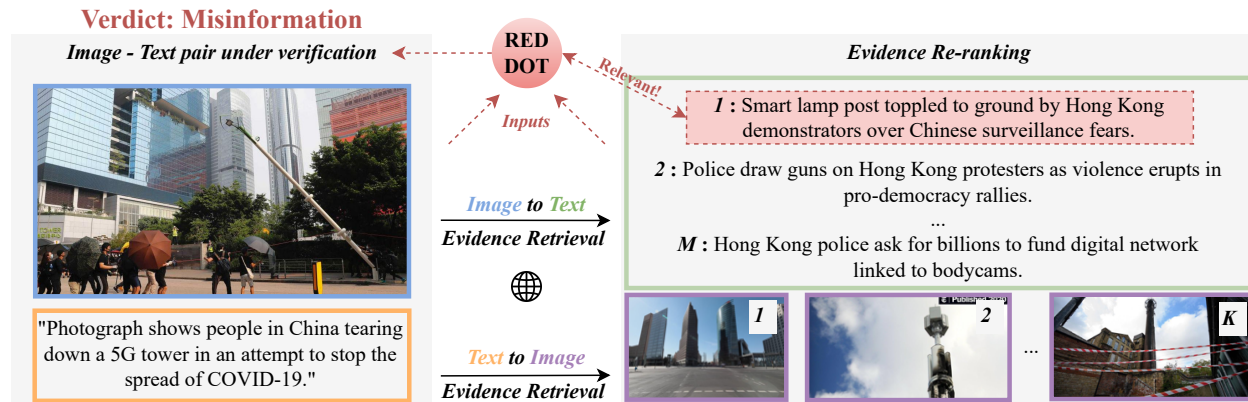 Verdict: Misinformation
Image - Text pair under verification
"Photograph shows people in China tearing
down a 5G tower in an attempt to stop the
spread of COVID-19."
RED
DOT
Relevant!
Inputs
Image to Text
Evidence Retrieval
Text to Image
Evidence Retrieval
Evidence Re-ranking
1 : Smart lamp post toppled to ground by Hong Kong
demonstrators over Chinese surveillance fears.
2 : Police draw guns on Hong Kong protesters as violence erupts in
pro-democracy rallies.
...
M : Hong Kong police ask for billions to fund digital network
linked to bodycams.
1
2
...
K